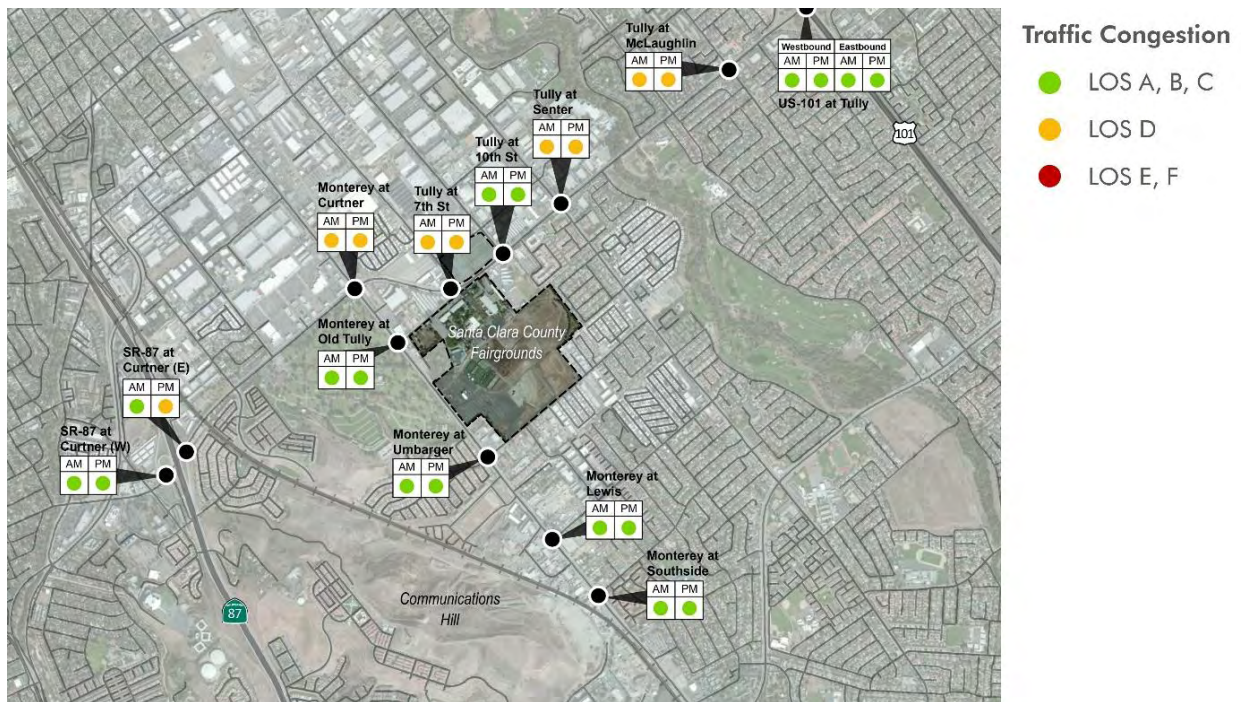 Tully at
McLaughlin
AM PM
Westbound Eastbound
AM PM AM PM
US-101 at Tully
101
Tully at
Senter
AM PM
Tully at
10th St
AM PM
Monterey at
Curtner
AM PM
Tully at
7th St
AM PM
Monterey at
Old Tully
AM PM
Santa Clara County
Fairgrounds
SR-87 at
Curtner (E)
AM PM
SR-87 at
Curtner (W)
AM PM
Monterey at
Umbarger
AM PM
Monterey at
Lewis
AM PM
Monterey at
Southside
AM PM
Communications
Hill
87
Traffic Congestion
LOS A, B, C
LOS D
LOS E, F